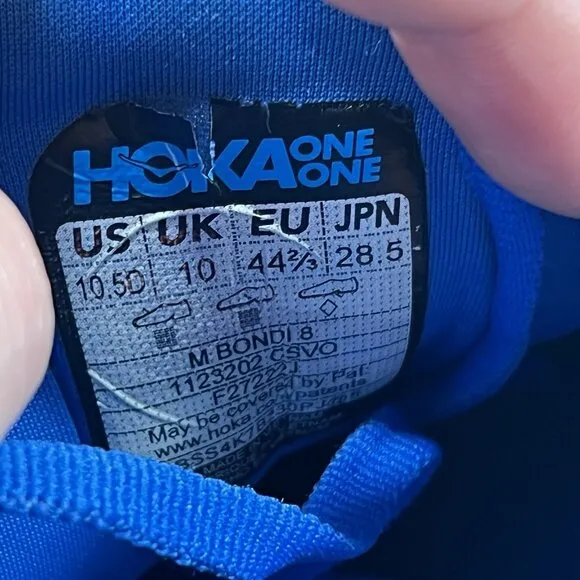 HOKA ONE ONE
US UK EU JPN
10.5D 10 44⅔ 28.5
M BONDI 8
1123202 CSVO
F27222J
May be covered by Pat.
www.hoka.